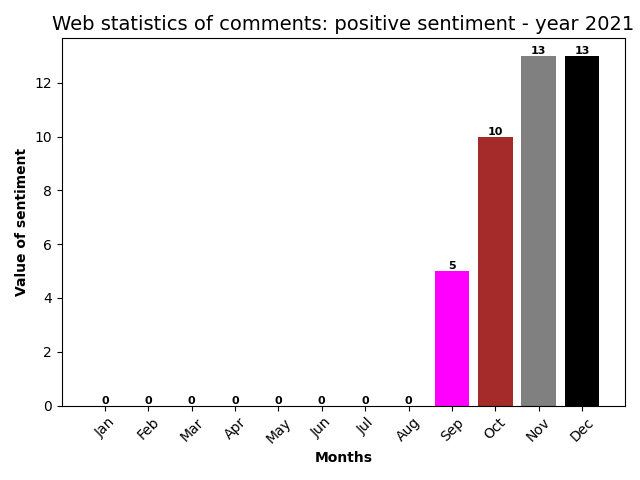 Web statistics of comments: positive sentiment - year 2021
Value of sentiment
12
10
8
6
4
2
0
0 0 0 0 0 0 0 0 5 10 13 13
Jan Feb Mar Apr May Jun Jul Aug Sep Oct Nov Dec
Months